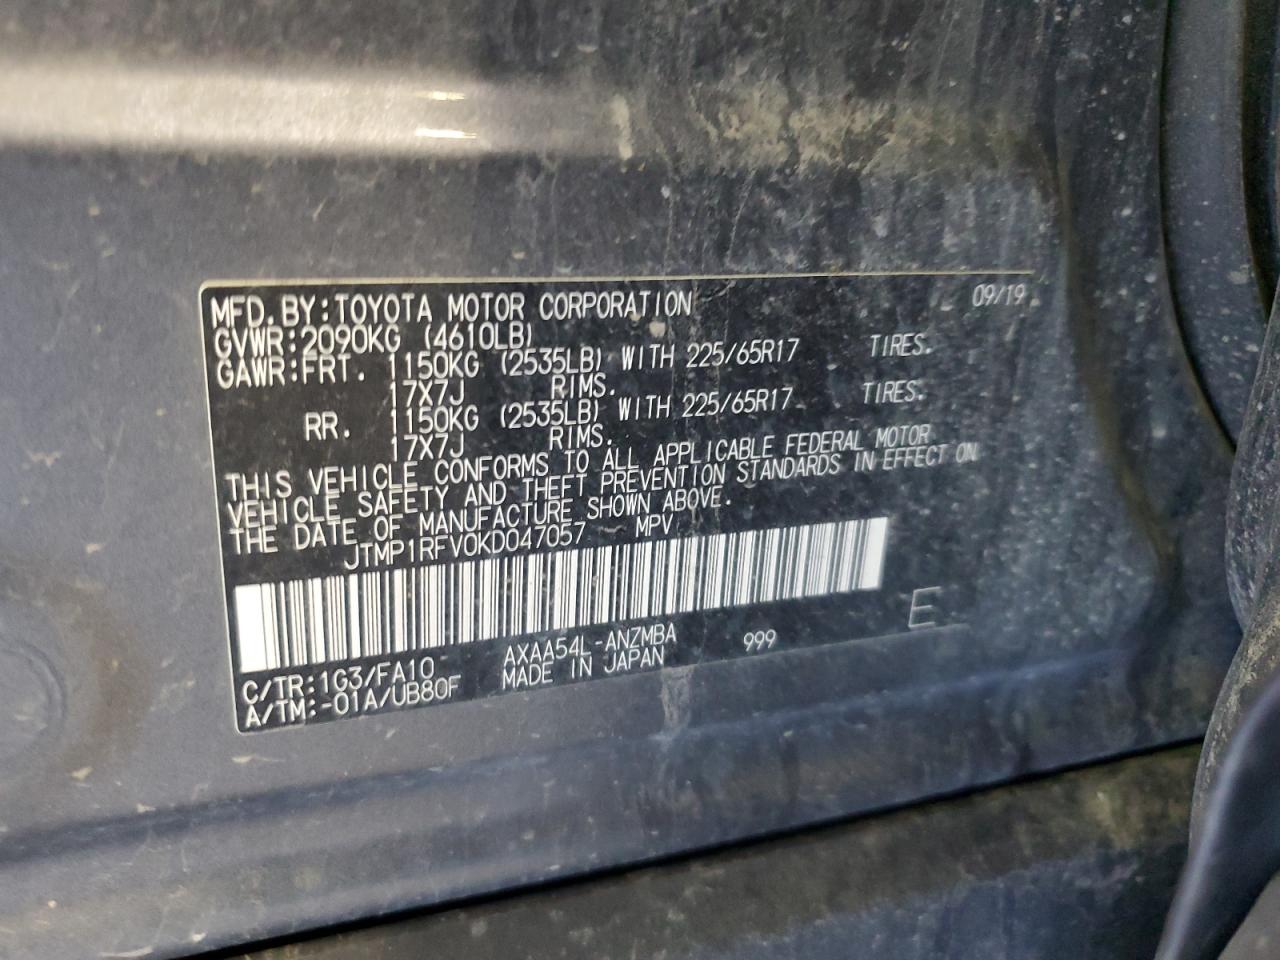 MFD.BY:TOYOTA MOTOR CORPORATION 09/19
GVWR:2090KG (4610LB)
GAWR:FRT. 1150KG (2535LB) WITH 225/65R17 TIRES.
17X7J RIMS.
RR. 1150KG (2535LB) WITH 225/65R17 TIRES.
17X7J RIMS.
THIS VEHICLE CONFORMS TO ALL APPLICABLE FEDERAL MOTOR
VEHICLE SAFETY AND THEFT PREVENTION STANDARDS IN EFFECT ON
THE DATE OF MANUFACTURE SHOWN ABOVE.
JTMP1RFV0KD047057 MPV
E
C/TR:1G3/FA10 AXAA54L-ANZMBA 999
A/TM:-01A/UB80F MADE IN JAPAN